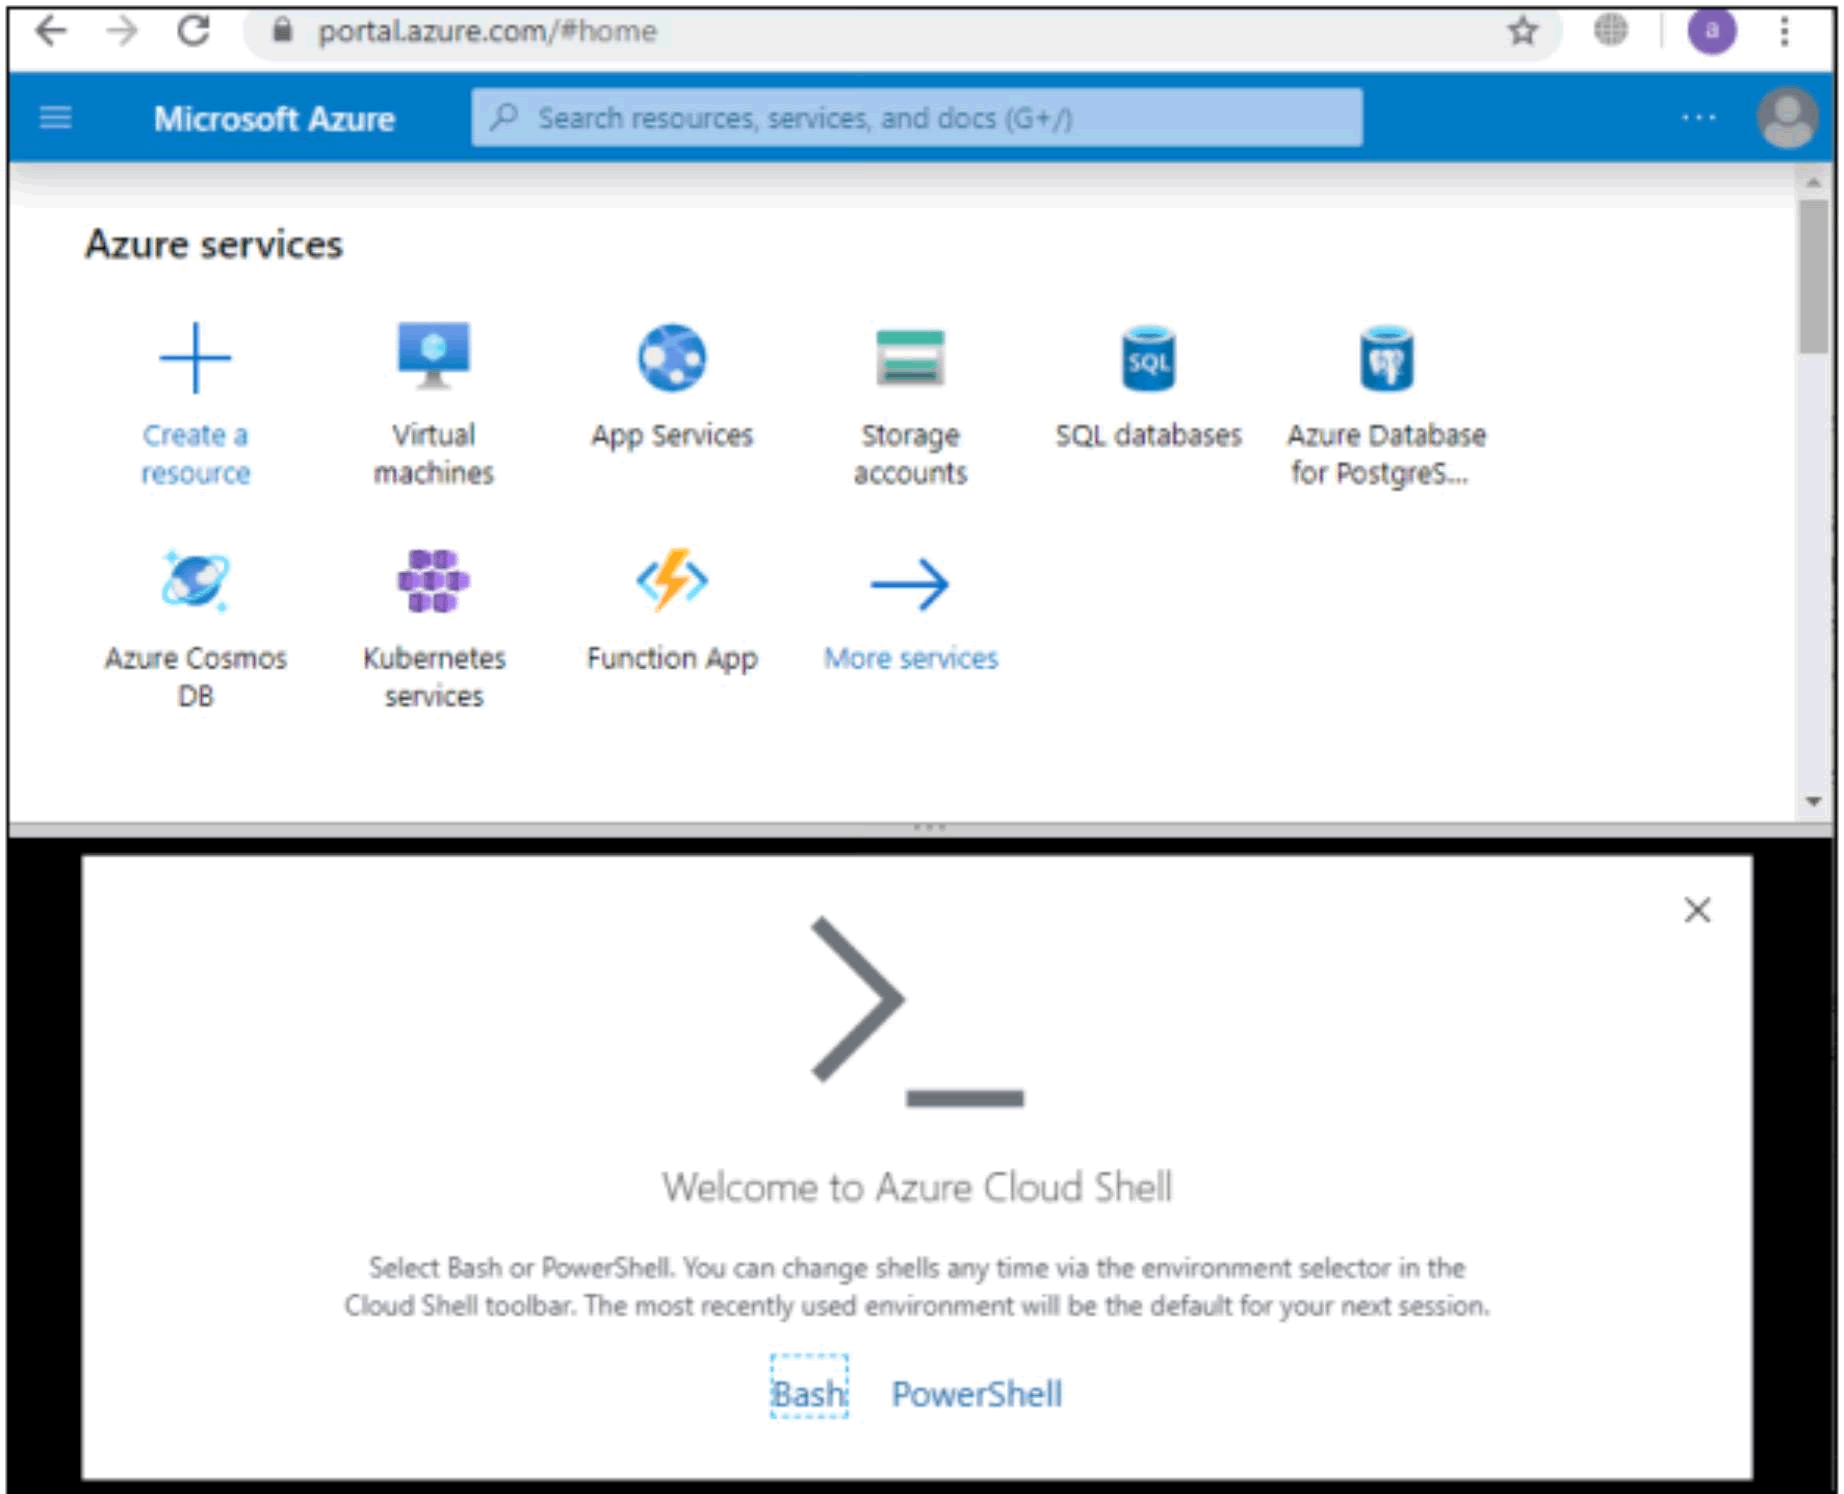 portal.azure.com/#home
a
Microsoft Azure
Search resources, services, and docs (G+/)
Azure services
Create a resource
Virtual machines
App Services
Storage accounts
SQL
SQL databases
Azure Database for PostgreS...
Azure Cosmos DB
Kubernetes services
Function App
More services
Welcome to Azure Cloud Shell
Select Bash or PowerShell. You can change shells any time via the environment selector in the
Cloud Shell toolbar. The most recently used environment will be the default for your next session.
Bash PowerShell